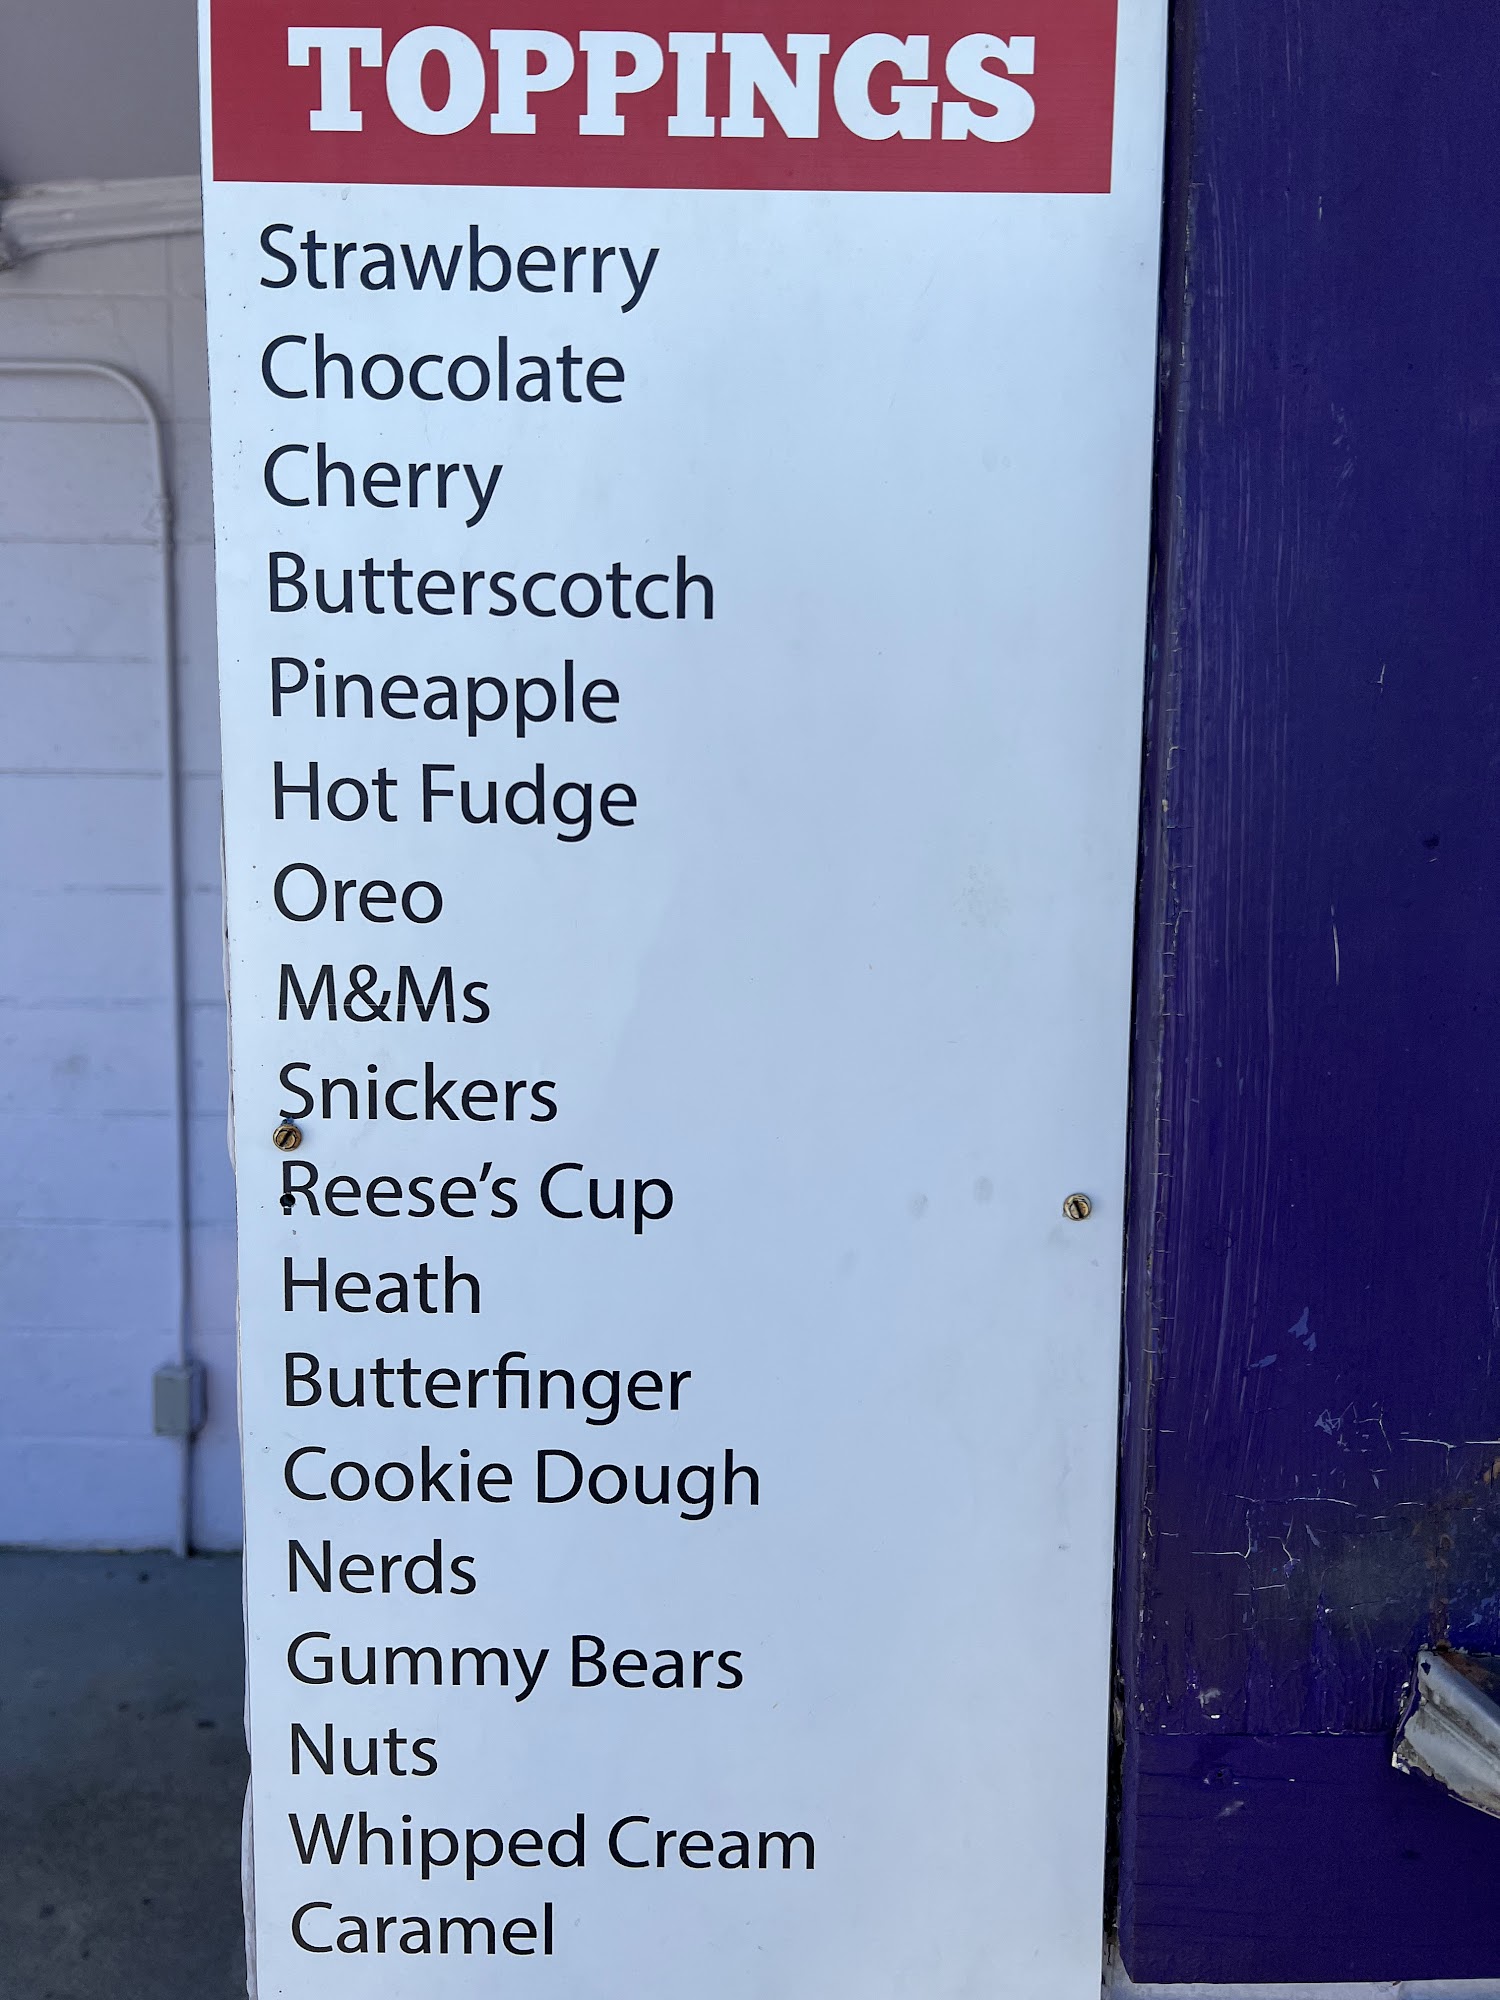 TOPPINGS
Strawberry
Chocolate
Cherry
Butterscotch
Pineapple
Hot Fudge
Oreo
M&Ms
Snickers
Reese’s Cup
Heath
Butterfinger
Cookie Dough
Nerds
Gummy Bears
Nuts
Whipped Cream
Caramel